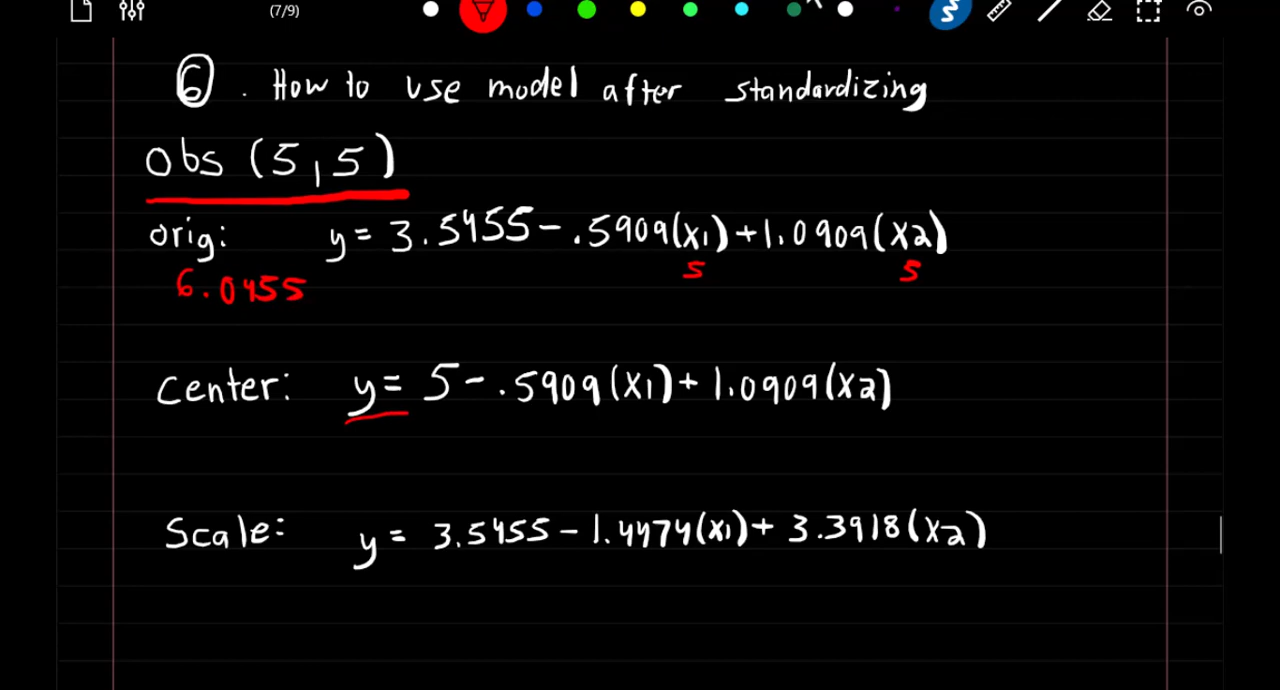 (7/9)
6. How to use model after standardizing
obs (5,5)
orig: y = 3.5455 - .5909(x1) + 1.0909(x2)
5 5
6.0455
Center: y = 5 - .5909(x1) + 1.0909(x2)
Scale: y = 3.5455 - 1.4474(x1) + 3.3918(x2)